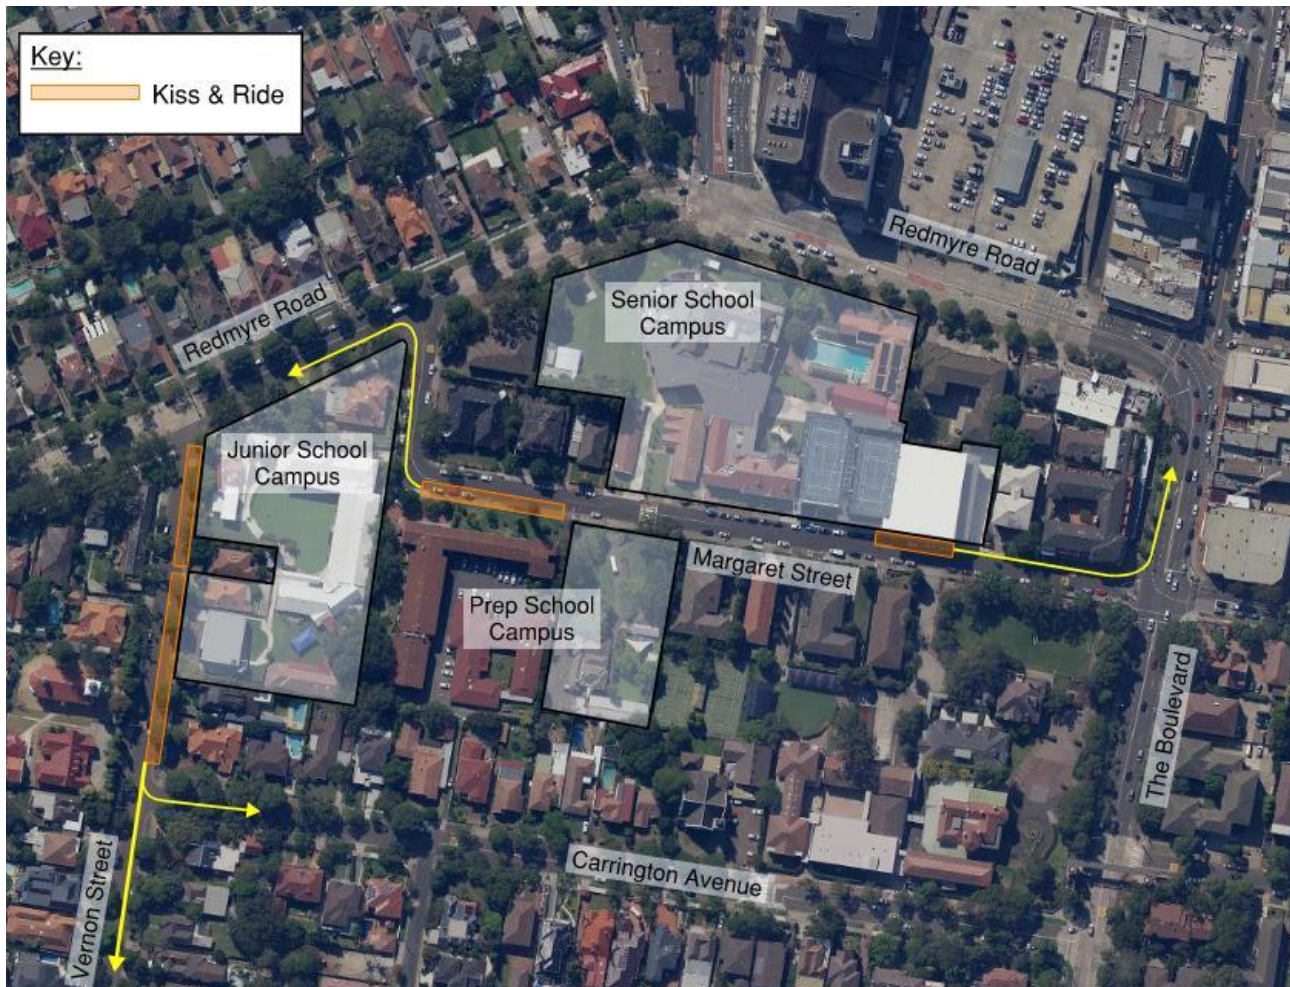 Key:
Kiss & Ride
Redmyre Road
Senior School
Campus
Redmyre Road
Junior School
Campus
Margaret Street
Prep School
Campus
The Boulevard
Carrington Avenue
Vernon Street